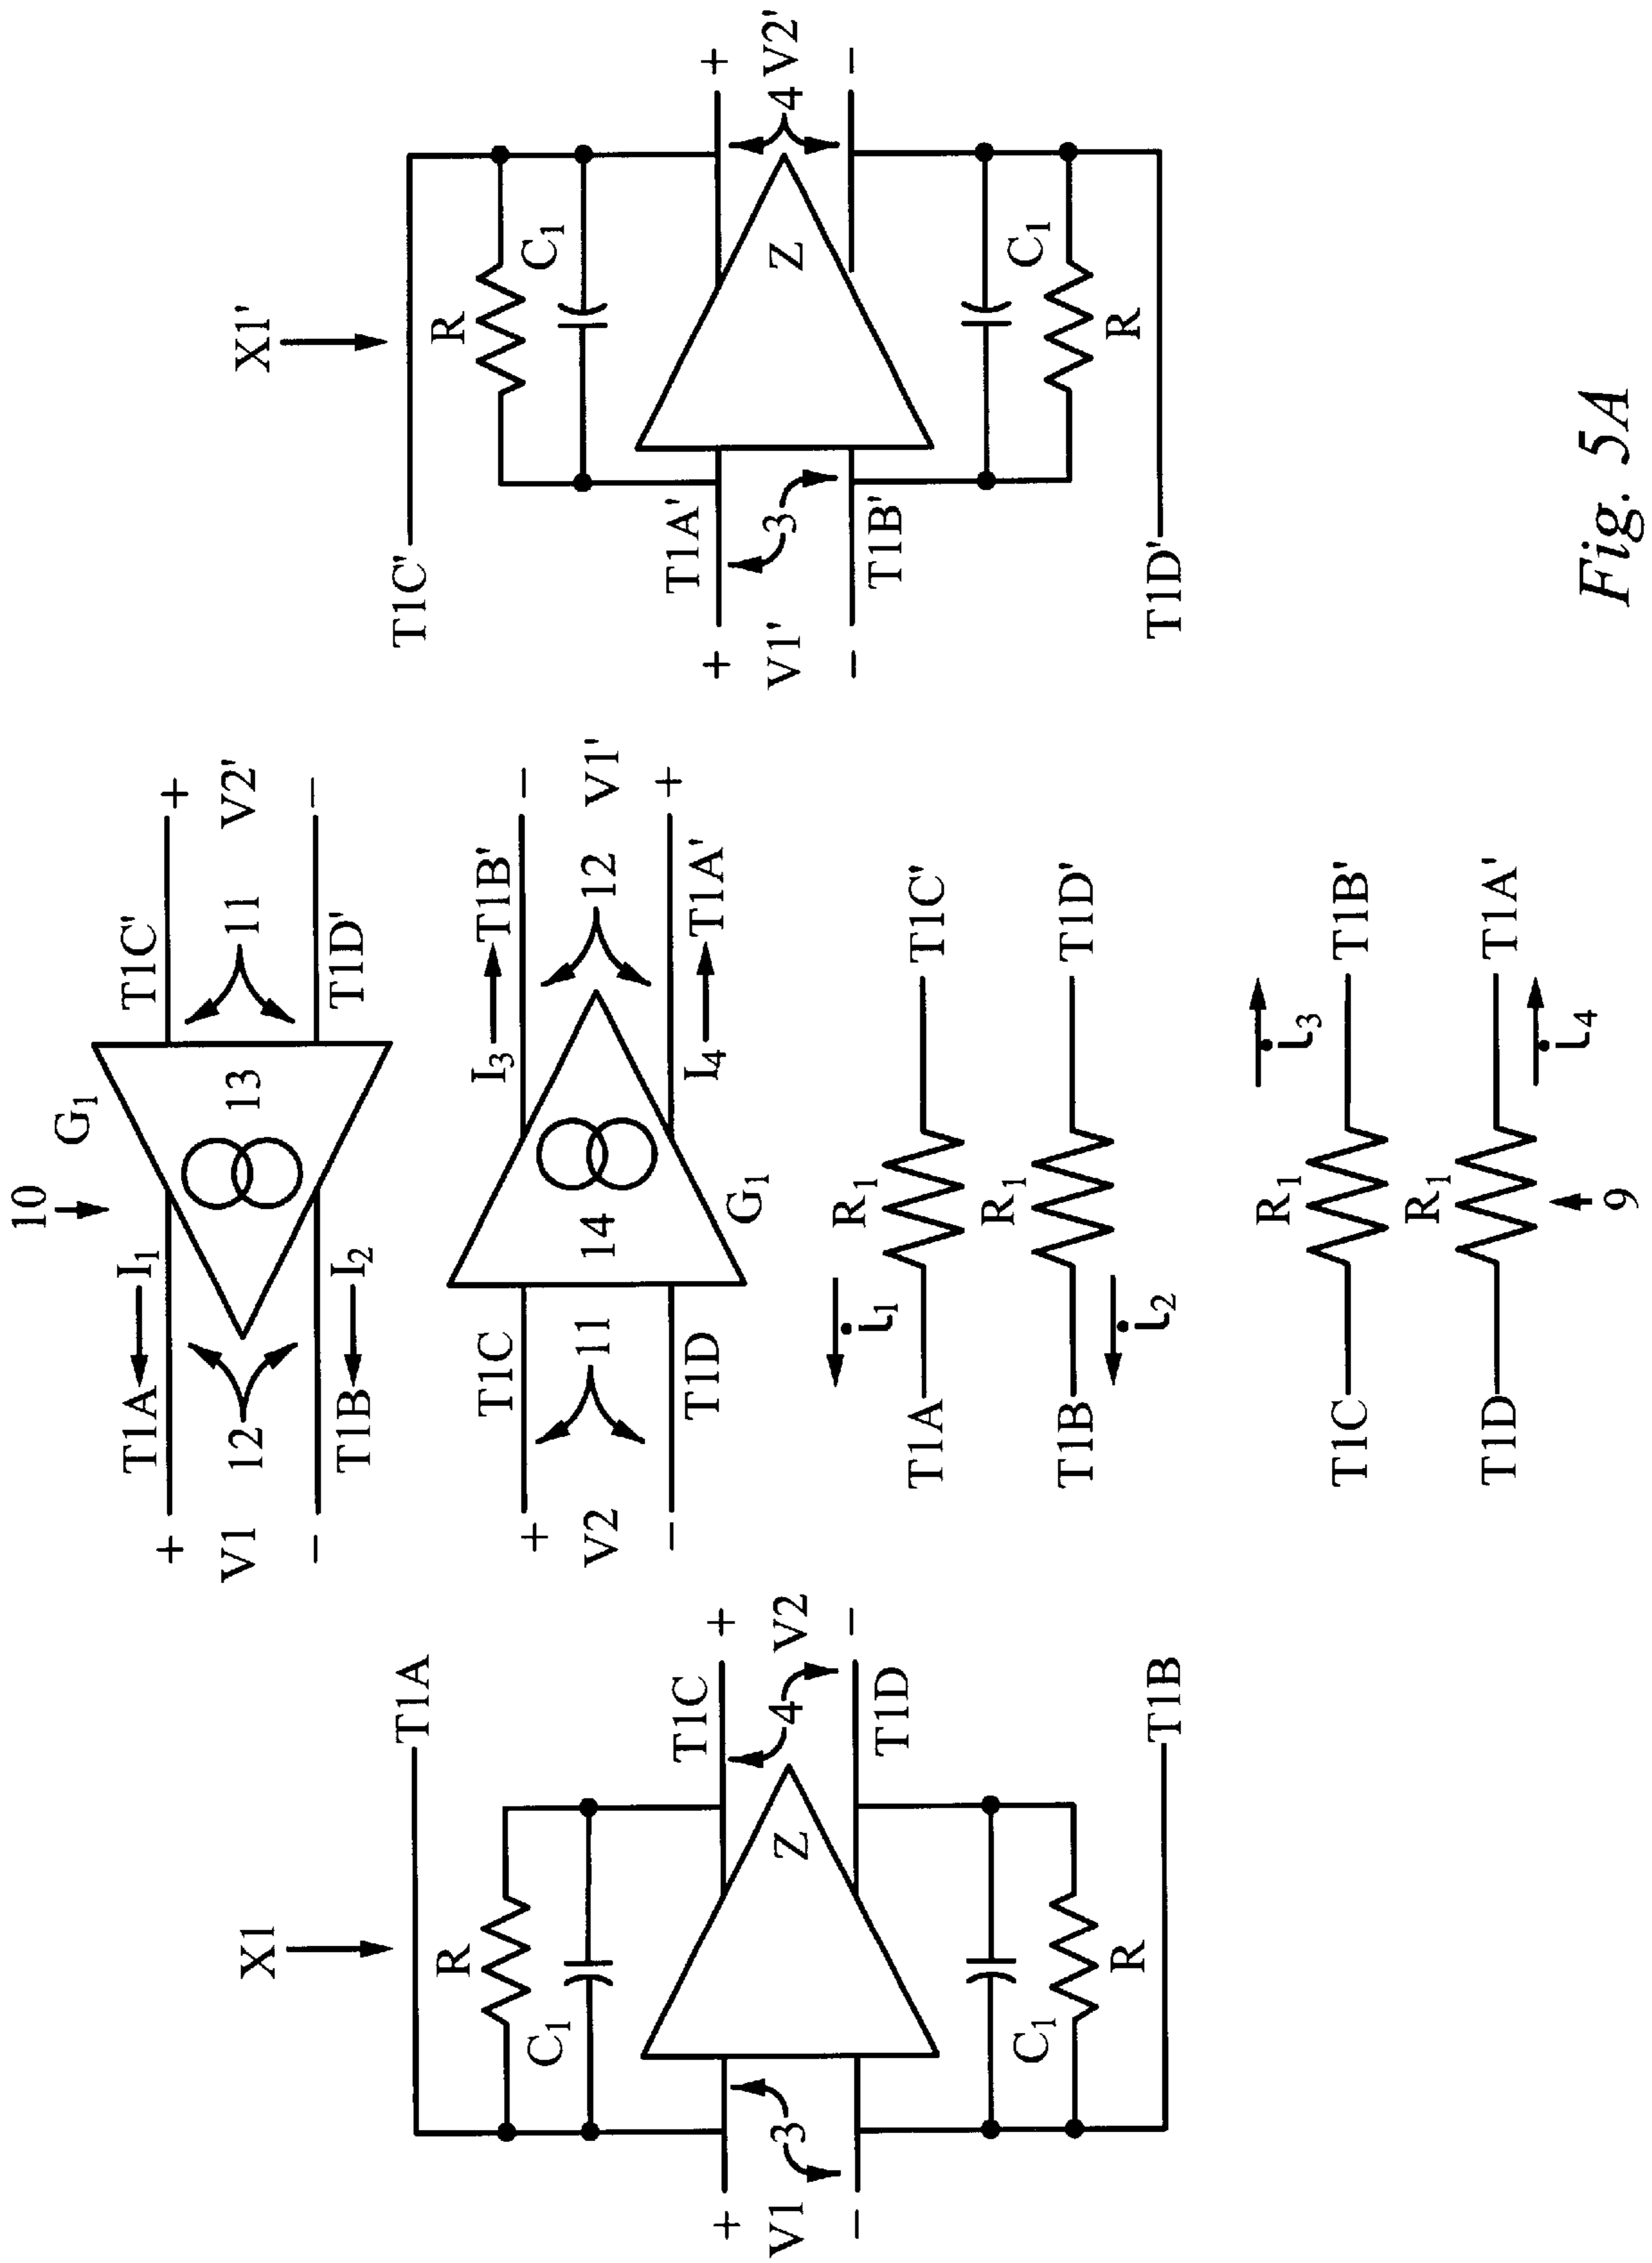 X1
T1A
R
C1
+
V1
−
3
Z
T1C
4
+
V2
−
T1D
C1
R
T1B
10
G1
T1A
I1
T1C'
+
V1
−
12
13
11
+
V2'
−
T1B
I2
T1D'
T1C
I3
T1B'
+
V2
−
11
14
12
−
V1'
+
T1D
G1
I4
T1A'
i1
T1A
R1
T1C'
T1B
R1
T1D'
i2
i3
T1C
R1
T1B'
T1D
R1
T1A'
i4
9
X1'
T1C'
R
C1
T1A'
+
V1'
−
3
Z
4
+
V2'
−
T1B'
C1
R
T1D'
Fig. 5A